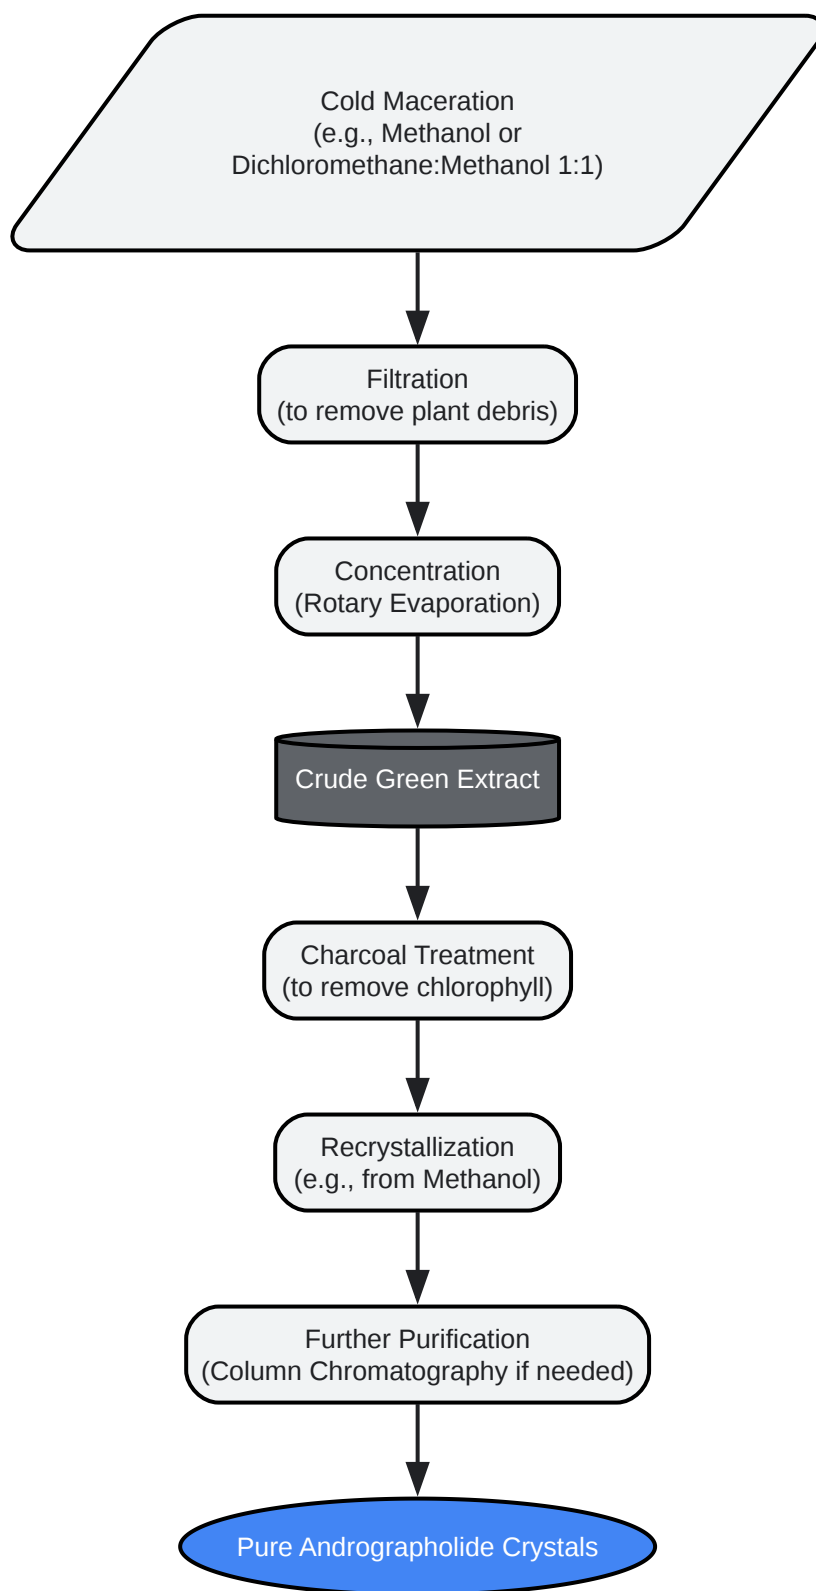 Cold Maceration
(e.g., Methanol or
Dichloromethane:Methanol 1:1)
Filtration
(to remove plant debris)
Concentration
(Rotary Evaporation)
Crude Green Extract
Charcoal Treatment
(to remove chlorophyll)
Recrystallization
(e.g., from Methanol)
Further Purification
(Column Chromatography if needed)
Pure Andrographolide Crystals